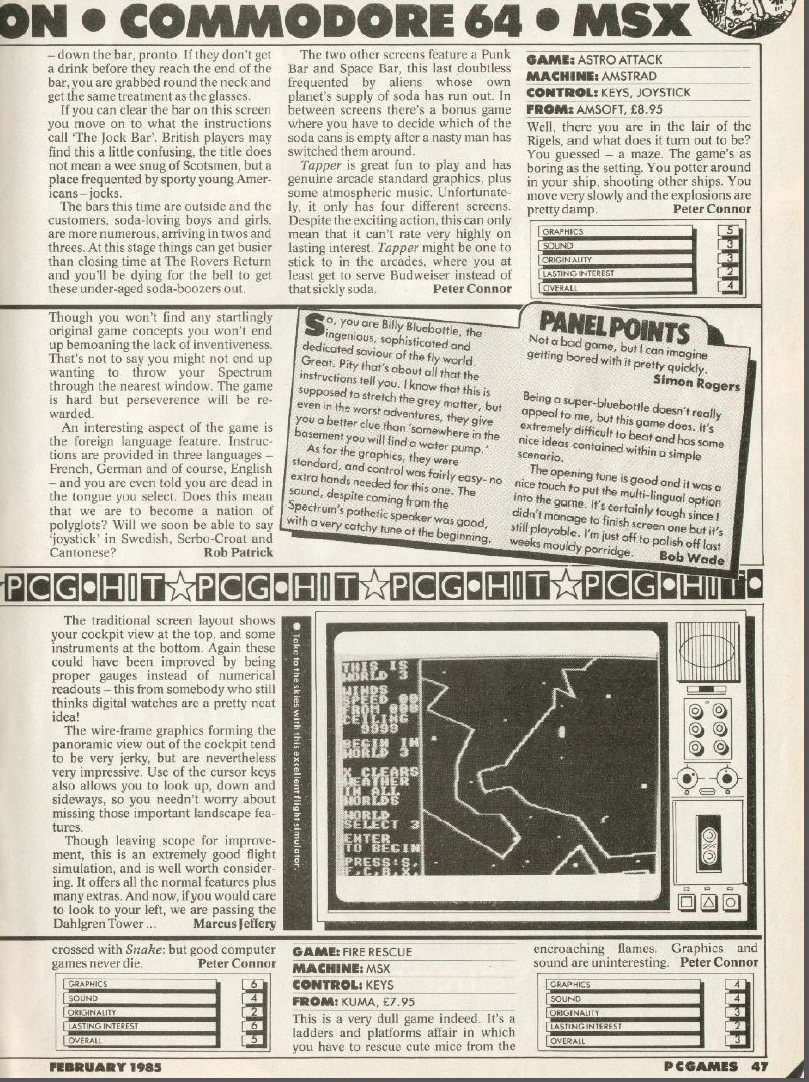 ON • COMMODORE 64 • MSX
– down the bar, pronto. If they don't get
a drink before they reach the end of the
bar, you are grabbed round the neck and
get the same treatment as the glasses.
If you can clear the bar on this screen
you move on to what the instructions
call 'The Jock Bar'. British players may
find this a little confusing, the title does
not mean a wee snug of Scotsmen, but a
place frequented by sporty young Amer-
icans – jocks.
The bars this time are outside and the
customers, soda-loving boys and girls,
are more numerous, arriving in twos and
threes. At this stage things can get busier
than closing time at The Rovers Return
and you'll be dying for the bell to get
these under-aged soda-boozers out.
The two other screens feature a Punk
Bar and Space Bar, this last doubtless
frequented by aliens whose own
planet's supply of soda has run out. In
between screens there's a bonus game
where you have to decide which of the
soda cans is empty after a nasty man has
switched them around.
Tapper is great fun to play and has
genuine arcade standard graphics, plus
some atmospheric music. Unfortunate-
ly, it only has four different screens.
Despite the exciting action, this can only
mean that it can't rate very highly on
lasting interest. Tapper might be one to
stick to in the arcades, where you at
least get to serve Budweiser instead of
that sickly soda. Peter Connor
GAME: ASTRO ATTACK
MACHINE: AMSTRAD
CONTROL: KEYS, JOYSTICK
FROM: AMSOFT, £8.95
Well, there you are in the lair of the
Rigels, and what does it turn out to be?
You guessed – a maze. The game's as
boring as the setting. You potter around
in your ship, shooting other ships. You
move very slowly and the explosions are
pretty damp. Peter Connor
GRAPHICS 5
SOUND 3
ORIGINALITY 3
LASTING INTEREST 2
OVERALL 4
Though you won't find any startlingly
original game concepts you won't end
up bemoaning the lack of inventiveness.
That's not to say you might not end up
wanting to throw your Spectrum
through the nearest window. The game
is hard but perseverence will be re-
warded.
An interesting aspect of the game is
the foreign language feature. Instruc-
tions are provided in three languages –
French, German and of course, English
– and you are even told you are dead in
the tongue you select. Does this mean
that we are to become a nation of
polyglots? Will we soon be able to say
'joystick' in Swedish, Serbo-Croat and
Cantonese? Rob Patrick
So, you are Billy Bluebottle, the
ingenious, sophisticated and
dedicated saviour of the fly world.
Great. Pity that's about all that the
instructions tell you. I know that this is
supposed to stretch the grey matter, but
even in the worst adventures, they give
you a better clue than 'somewhere in the
basement you will find a water pump.'
As for the graphics, they were
standard, and control was fairly easy- no
extra hands needed for this one. The
sound, despite coming from the
Spectrum's pathetic speaker was good,
with a very catchy tune at the beginning.
PANEL POINTS
Not a bad game, but I can imagine
getting bored with it pretty quickly.
Simon Rogers
Being a super-bluebottle doesn't really
appeal to me, but this game does. It's
extremely difficult to beat and has some
nice ideas contained within a simple
scenario.
The opening tune is good and it was a
nice touch to put the multi-lingual option
into the game. It's certainly tough since I
didn't manage to finish screen one but it's
still playable. I'm just off to polish off last
weeks mouldy porridge. Bob Wade
PCG•HIT☆PCG•HIT☆PCG•HIT☆PCG•HIT•
The traditional screen layout shows
your cockpit view at the top, and some
instruments at the bottom. Again these
could have been improved by being
proper gauges instead of numerical
readouts – this from somebody who still
thinks digital watches are a pretty neat
idea!
The wire-frame graphics forming the
panoramic view out of the cockpit tend
to be very jerky, but are nevertheless
very impressive. Use of the cursor keys
also allows you to look up, down and
sideways, so you needn't worry about
missing those important landscape fea-
tures.
Though leaving scope for improve-
ment, this is an extremely good flight
simulation, and is well worth consider-
ing. It offers all the normal features plus
many extras. And now, if you would care
to look to your left, we are passing the
Dahlgren Tower ... Marcus Jeffery
• Take to the skies with this excellent flight simulator.
THIS IS
WORLD 3
WINDS
SPEED 00
FROM 000
CEILING
9999
BEGIN IN
WORLD 3
X CLEARS
WEATHER
IN ALL
WORLDS
WORLD
SELECT 3
ENTER
TO BEGIN
PRESS:S,
F,C,B,X,
crossed with Snake: but good computer
games never die. Peter Connor
GRAPHICS 6
SOUND 4
ORIGINALITY 2
LASTING INTEREST 6
OVERALL 5
GAME: FIRE RESCUE
MACHINE: MSX
CONTROL: KEYS
FROM: KUMA, £7.95
This is a very dull game indeed. It's a
ladders and platforms affair in which
you have to rescue cute mice from the
encroaching flames. Graphics and
sound are uninteresting. Peter Connor
GRAPHICS 4
SOUND 4
ORIGINALITY 3
LASTING INTEREST 2
OVERALL 3
FEBRUARY 1985
PCGAMES 47